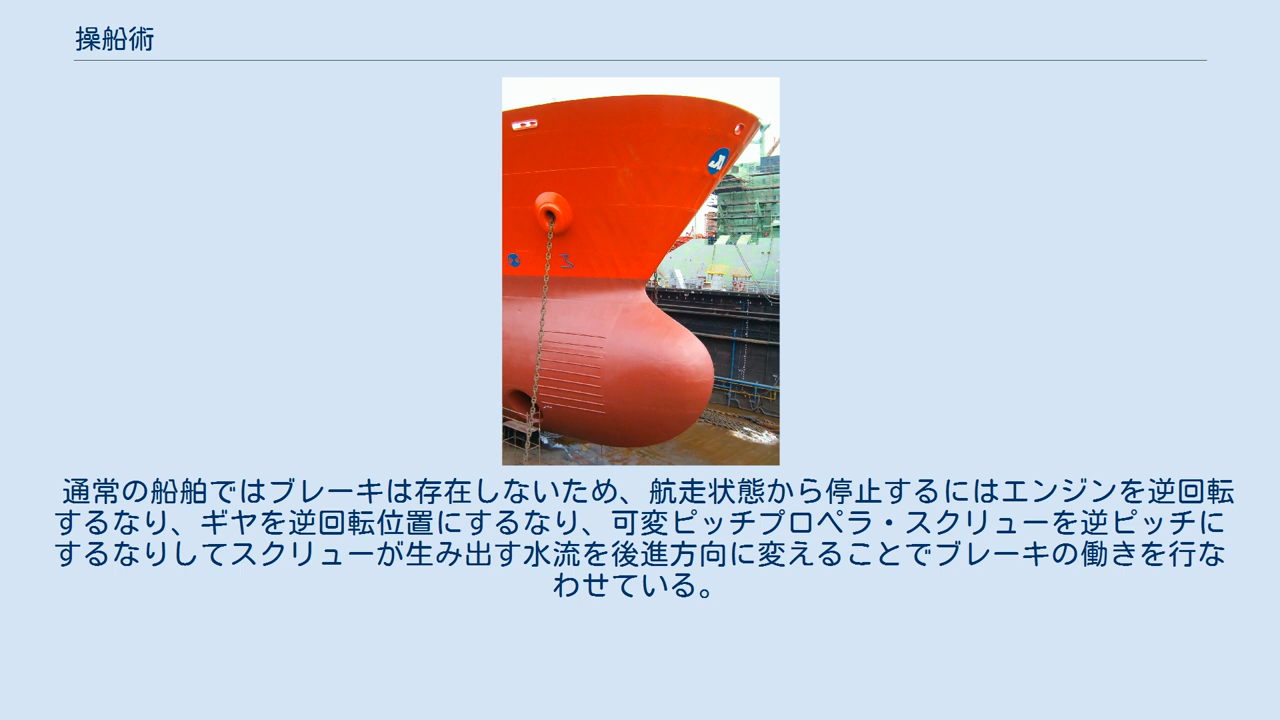 操船術
通常の船舶ではブレーキは存在しないため、航走状態から停止するにはエンジンを逆回転
するなり、ギヤを逆回転位置にするなり、可変ピッチプロペラ・スクリューを逆ピッチに
するなりしてスクリューが生み出す水流を後進方向に変えることでブレーキの働きを行な
わせている。